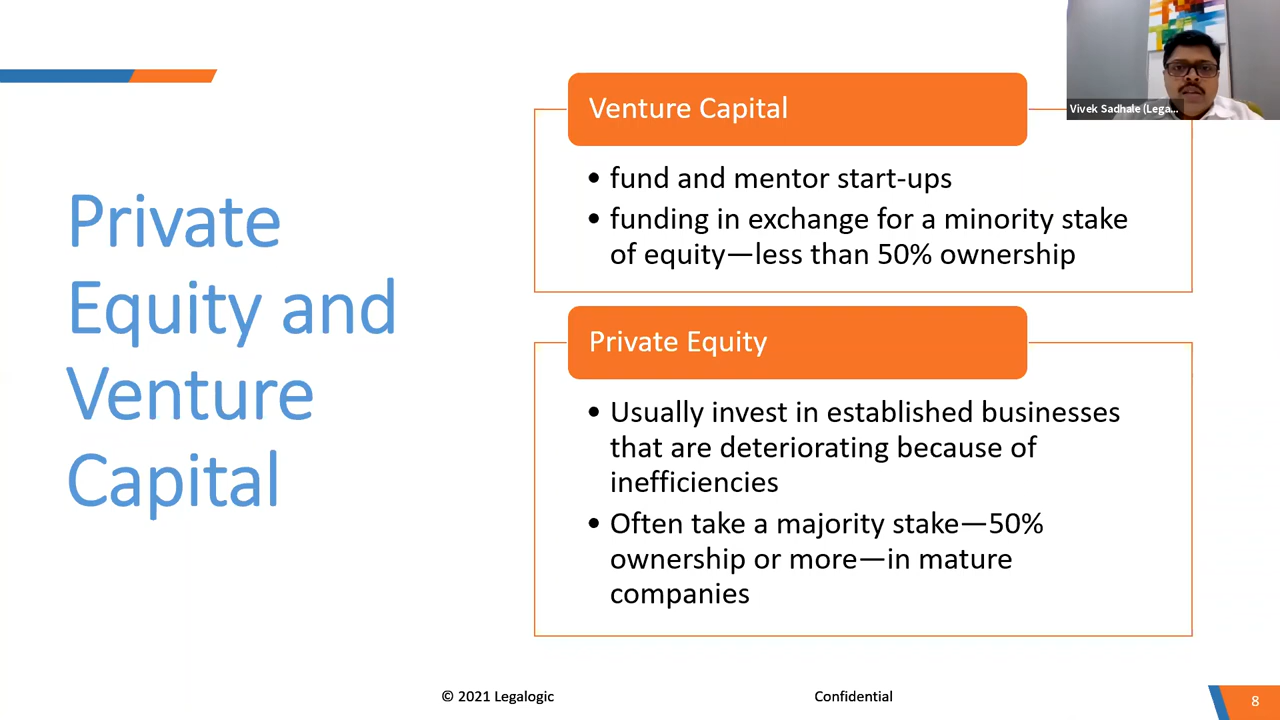 Private
Equity and
Venture
Capital
Venture Capital
• fund and mentor start-ups
• funding in exchange for a minority stake
of equity—less than 50% ownership
Private Equity
• Usually invest in established businesses
that are deteriorating because of
inefficiencies
• Often take a majority stake—50%
ownership or more—in mature
companies
Vivek Sadhale (Lega...
© 2021 Legalogic
Confidential
8